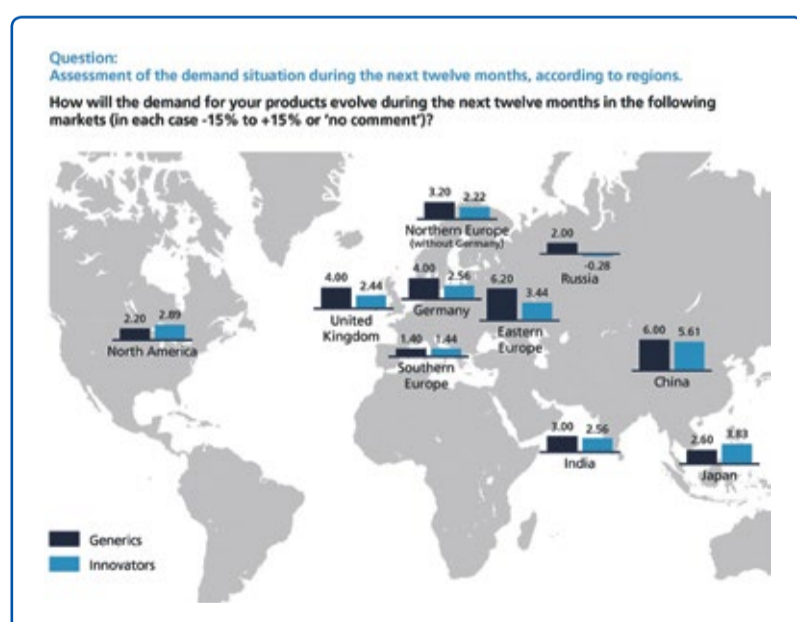 Question:
Assessment of the demand situation during the next twelve months, according to regions.
How will the demand for your products evolve during the next twelve months in the following
markets (in each case -15% to +15% or 'no comment')?
3.20 2.22
Northern Europe
(without Germany)
2.00
-0.28
Russia
4.00 2.44
United
Kingdom
4.00 2.56
Germany
6.20 3.44
Eastern
Europe
2.20 2.89
North America
1.40 1.44
Southern
Europe
6.00 5.61
China
3.00 2.56
India
2.60 3.83
Japan
Generics
Innovators